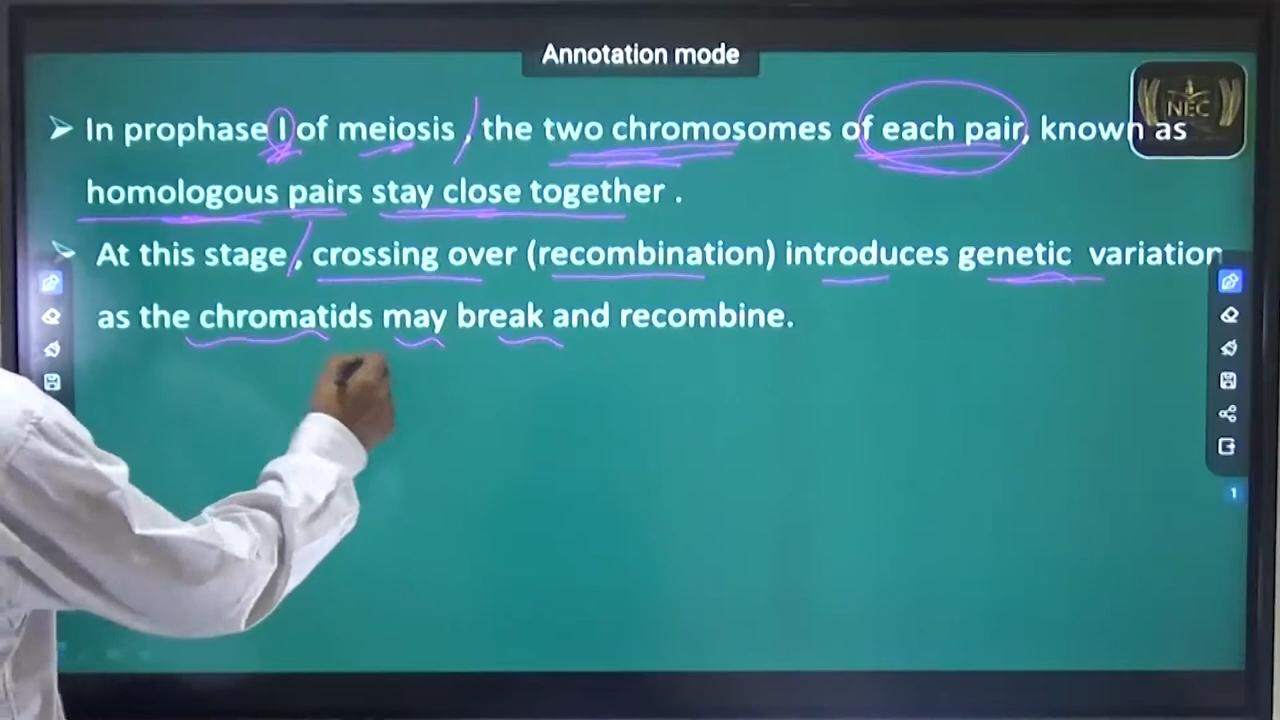 Annotation mode
NEC
➢ In prophase I of meiosis , the two chromosomes of each pair, known as
homologous pairs stay close together .
➢ At this stage , crossing over (recombination) introduces genetic variation
as the chromatids may break and recombine.
1